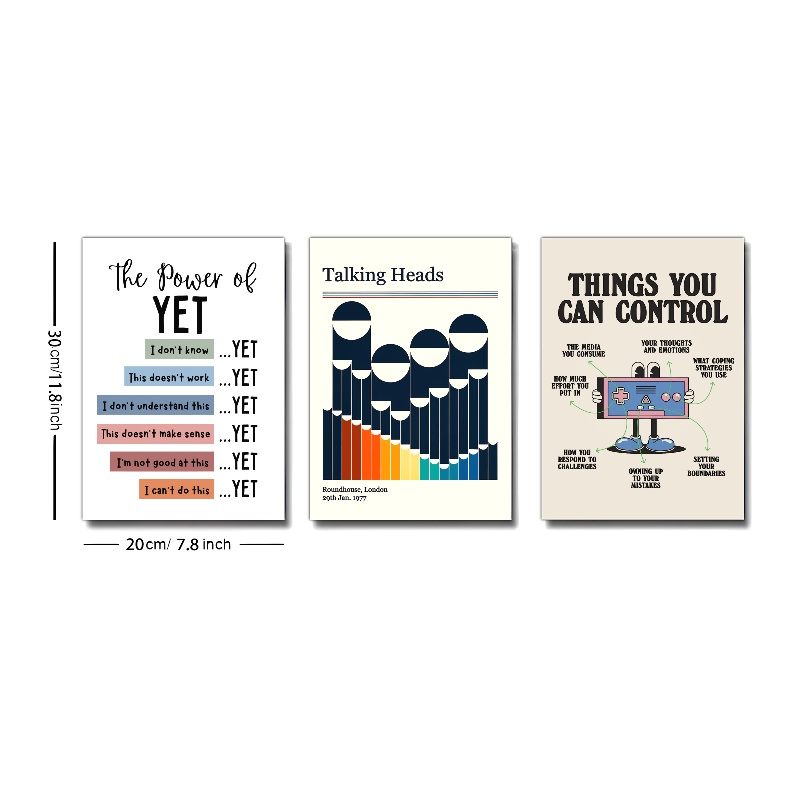 30cm/11.8inch
20cm/ 7.8 inch
The Power of
YET
I don't know ...YET
This doesn't work ...YET
I don't understand this ...YET
This doesn't make sense ...YET
I'm not good at this ...YET
I can't do this ...YET
Talking Heads
Roundhouse, London
29th Jan. 1977
THINGS YOU
CAN CONTROL
THE MEDIA
YOU CONSUME
YOUR THOUGHTS
AND EMOTIONS
WHAT COPING
STRATEGIES
YOU USE
HOW MUCH
EFFORT YOU
PUT IN
HOW YOU
RESPOND TO
CHALLENGES
OWNING UP
TO YOUR
MISTAKES
SETTING
YOUR
BOUNDARIES